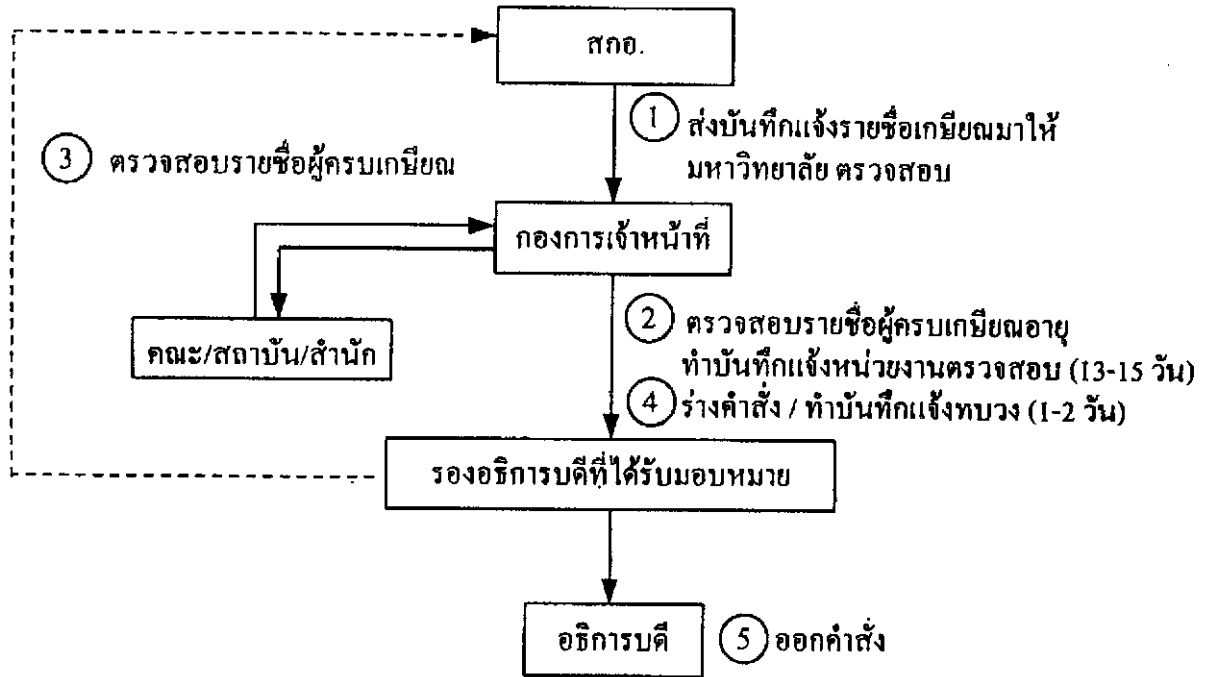 สกอ.
① ส่งบันทึกแจ้งรายชื่อเกษียณมาให้
มหาวิทยาลัย ตรวจสอบ
③ ตรวจสอบรายชื่อผู้ครบเกษียณ
กองการเจ้าหน้าที่
② ตรวจสอบรายชื่อผู้ครบเกษียณอายุ
คณะ/สถาบัน/สำนัก
ทำบันทึกแจ้งหน่วยงานตรวจสอบ (13-15 วัน)
④ ร่างคำสั่ง / ทำบันทึกแจ้งทบวง (1-2 วัน)
รองอธิการบดีที่ได้รับมอบหมาย
อธิการบดี
⑤ ออกคำสั่ง